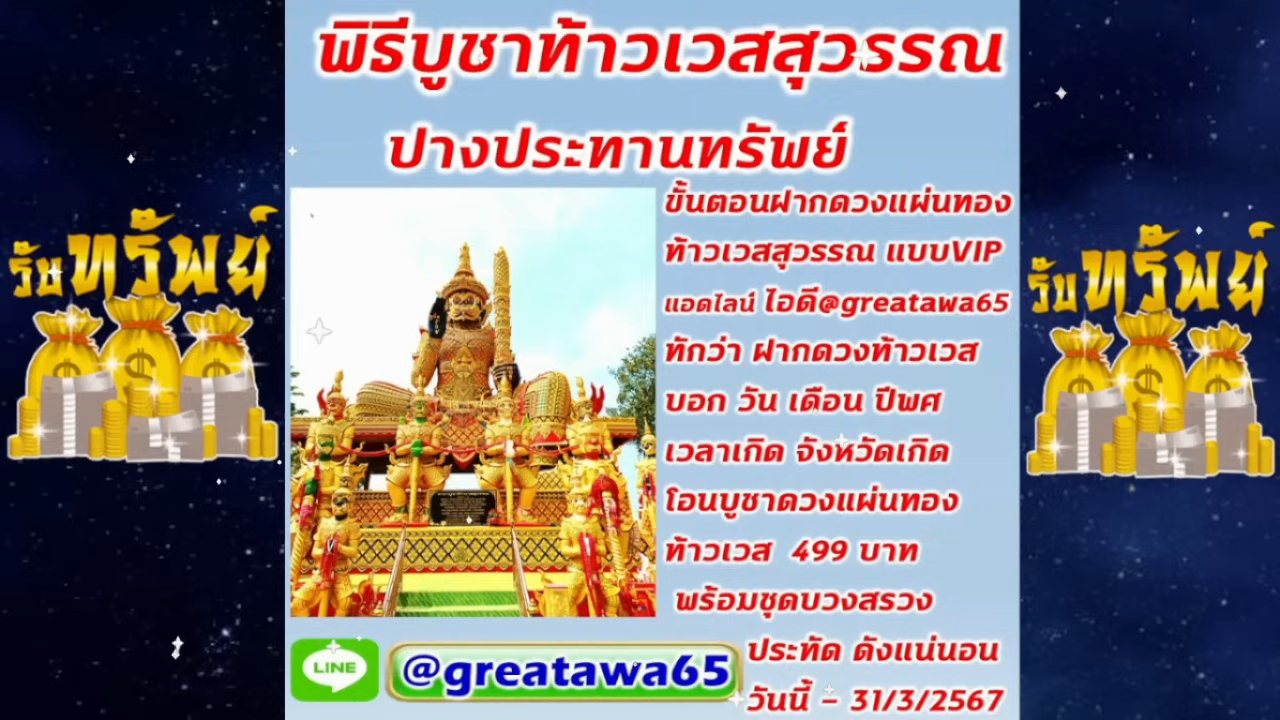 พิธีบูชาท้าวเวสสุวรรณ
ปางประทานทรัพย์
ขั้นตอนฝากดวงแผ่นทอง
ท้าวเวสสุวรรณ แบบVIP
แอดไลน์ ไอดี@greatawa65
ทักว่า ฝากดวงท้าวเวส
บอก วัน เดือน ปีพศ
เวลาเกิด จังหวัดเกิด
โอนบูชาดวงแผ่นทอง
ท้าวเวส 499 บาท
พร้อมชุดบวงสรวง
ประทัด ดังแน่นอน
วันนี้ - 31/3/2567
LINE
@greatawa65
รับทรัพย์
รับทรัพย์